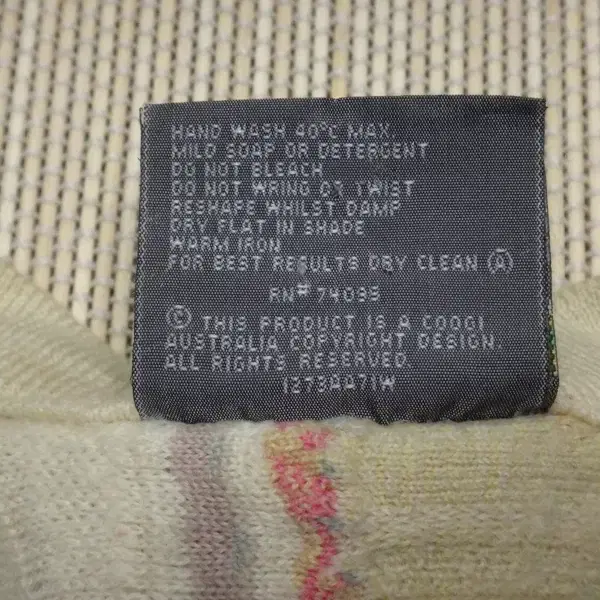 HAND WASH 40°C MAX.
MILD SOAP OR DETERGENT
DO NOT BLEACH
DO NOT WRING OR TWIST
RESHAPE WHILST DAMP
DRY FLAT IN SHADE
WARM IRON
FOR BEST RESULTS DRY CLEAN Ⓐ
RN# 74095
Ⓟ THIS PRODUCT IS A COOGI
AUSTRALIA COPYRIGHT DESIGN.
ALL RIGHTS RESERVED.
1273AA71W